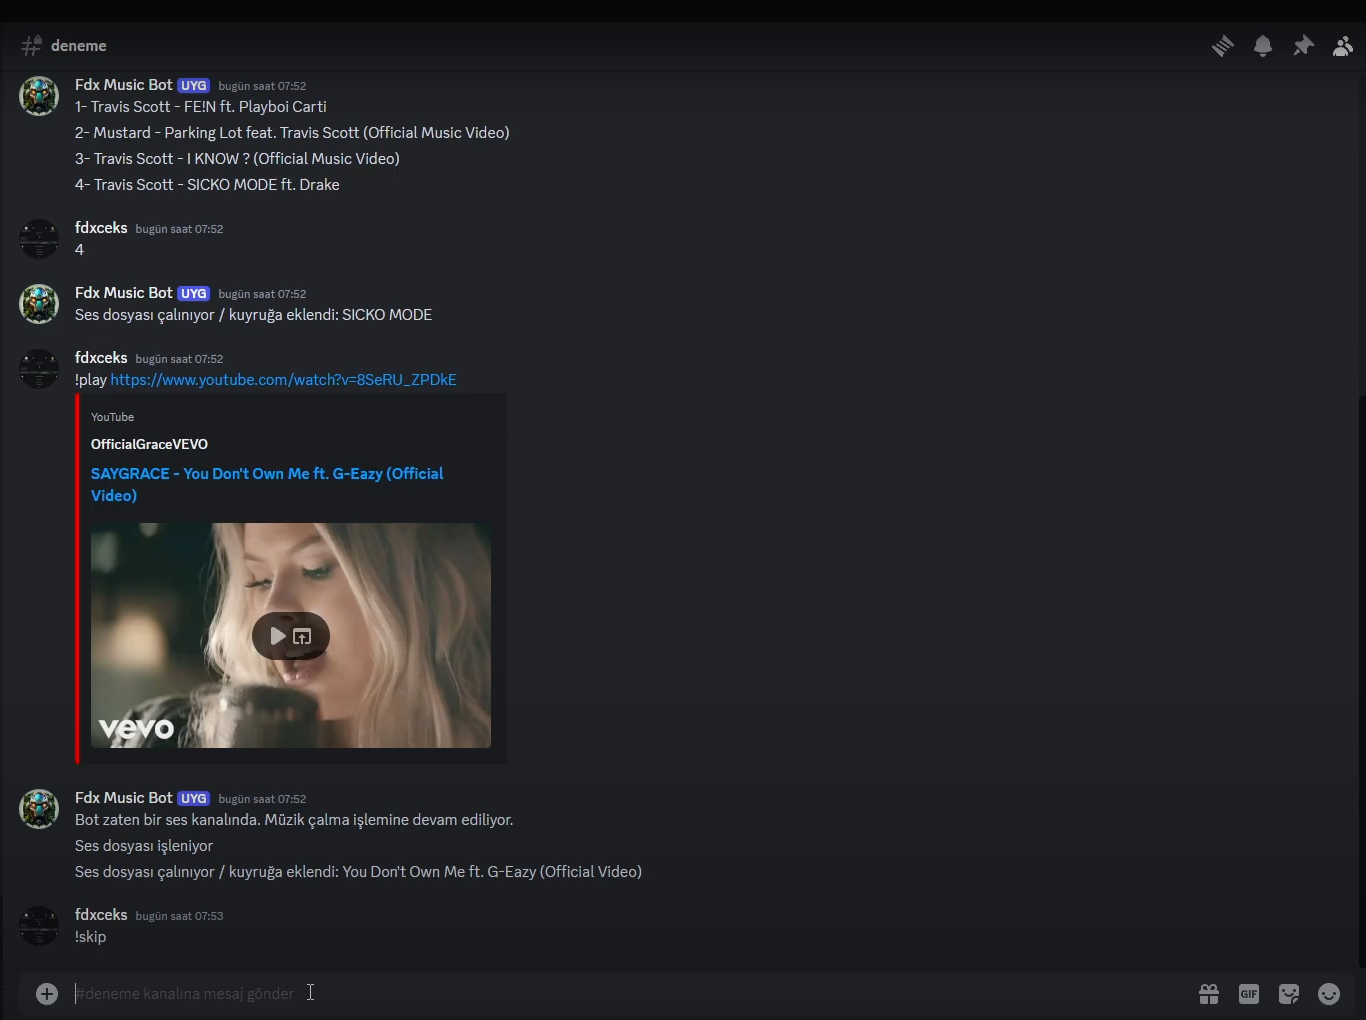 deneme
Fdx Music Bot UYG bugün saat 07:52
1- Travis Scott - FE!N ft. Playboi Carti
2- Mustard - Parking Lot feat. Travis Scott (Official Music Video)
3- Travis Scott - I KNOW ? (Official Music Video)
4- Travis Scott - SICKO MODE ft. Drake
fdxceks bugün saat 07:52
4
Fdx Music Bot UYG bugün saat 07:52
Ses dosyası çalınıyor / kuyruğa eklendi: SICKO MODE
fdxceks bugün saat 07:52
!play https://www.youtube.com/watch?v=8SeRU_ZPDkE
YouTube
OfficialGraceVEVO
SAYGRACE - You Don't Own Me ft. G-Eazy (Official
Video)
vevo
Fdx Music Bot UYG bugün saat 07:52
Bot zaten bir ses kanalında. Müzik çalma işlemine devam ediliyor.
Ses dosyası işleniyor
Ses dosyası çalınıyor / kuyruğa eklendi: You Don't Own Me ft. G-Eazy (Official Video)
fdxceks bugün saat 07:53
!skip
#deneme kanalına mesaj gönder
GIF